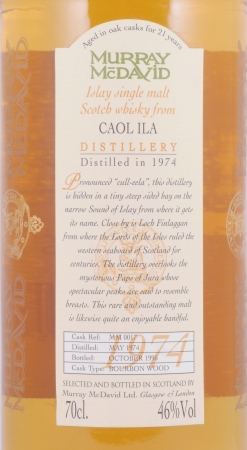 Aged in oak casks for 21 years
MURRAY
McDAVID
Islay single malt
Scotch whisky from
CAOL ILA
DISTILLERY
Distilled in 1974
Pronounced "cull-eela", this distillery
is hidden in a tiny steep sided bay on the
narrow Sound of Islay from where it gets
its name. Close by is Loch Finlaggan
from where the Lords of the Isles ruled the
western seaboard of Scotland for
centuries. The distillery overlooks the
mysterious Paps of Jura whose
spectacular peaks are said to resemble
breasts. This rare and outstanding malt
is likewise quite an enjoyable handful.
1974
Cask Ref:
Distilled: MAY 1974
Bottled: OCTOBER
Cask Type: BOURBON WOOD
SELECTED AND BOTTLED IN SCOTLAND BY
Murray McDavid Ltd. Glasgow & London
70cl. 46%Vol